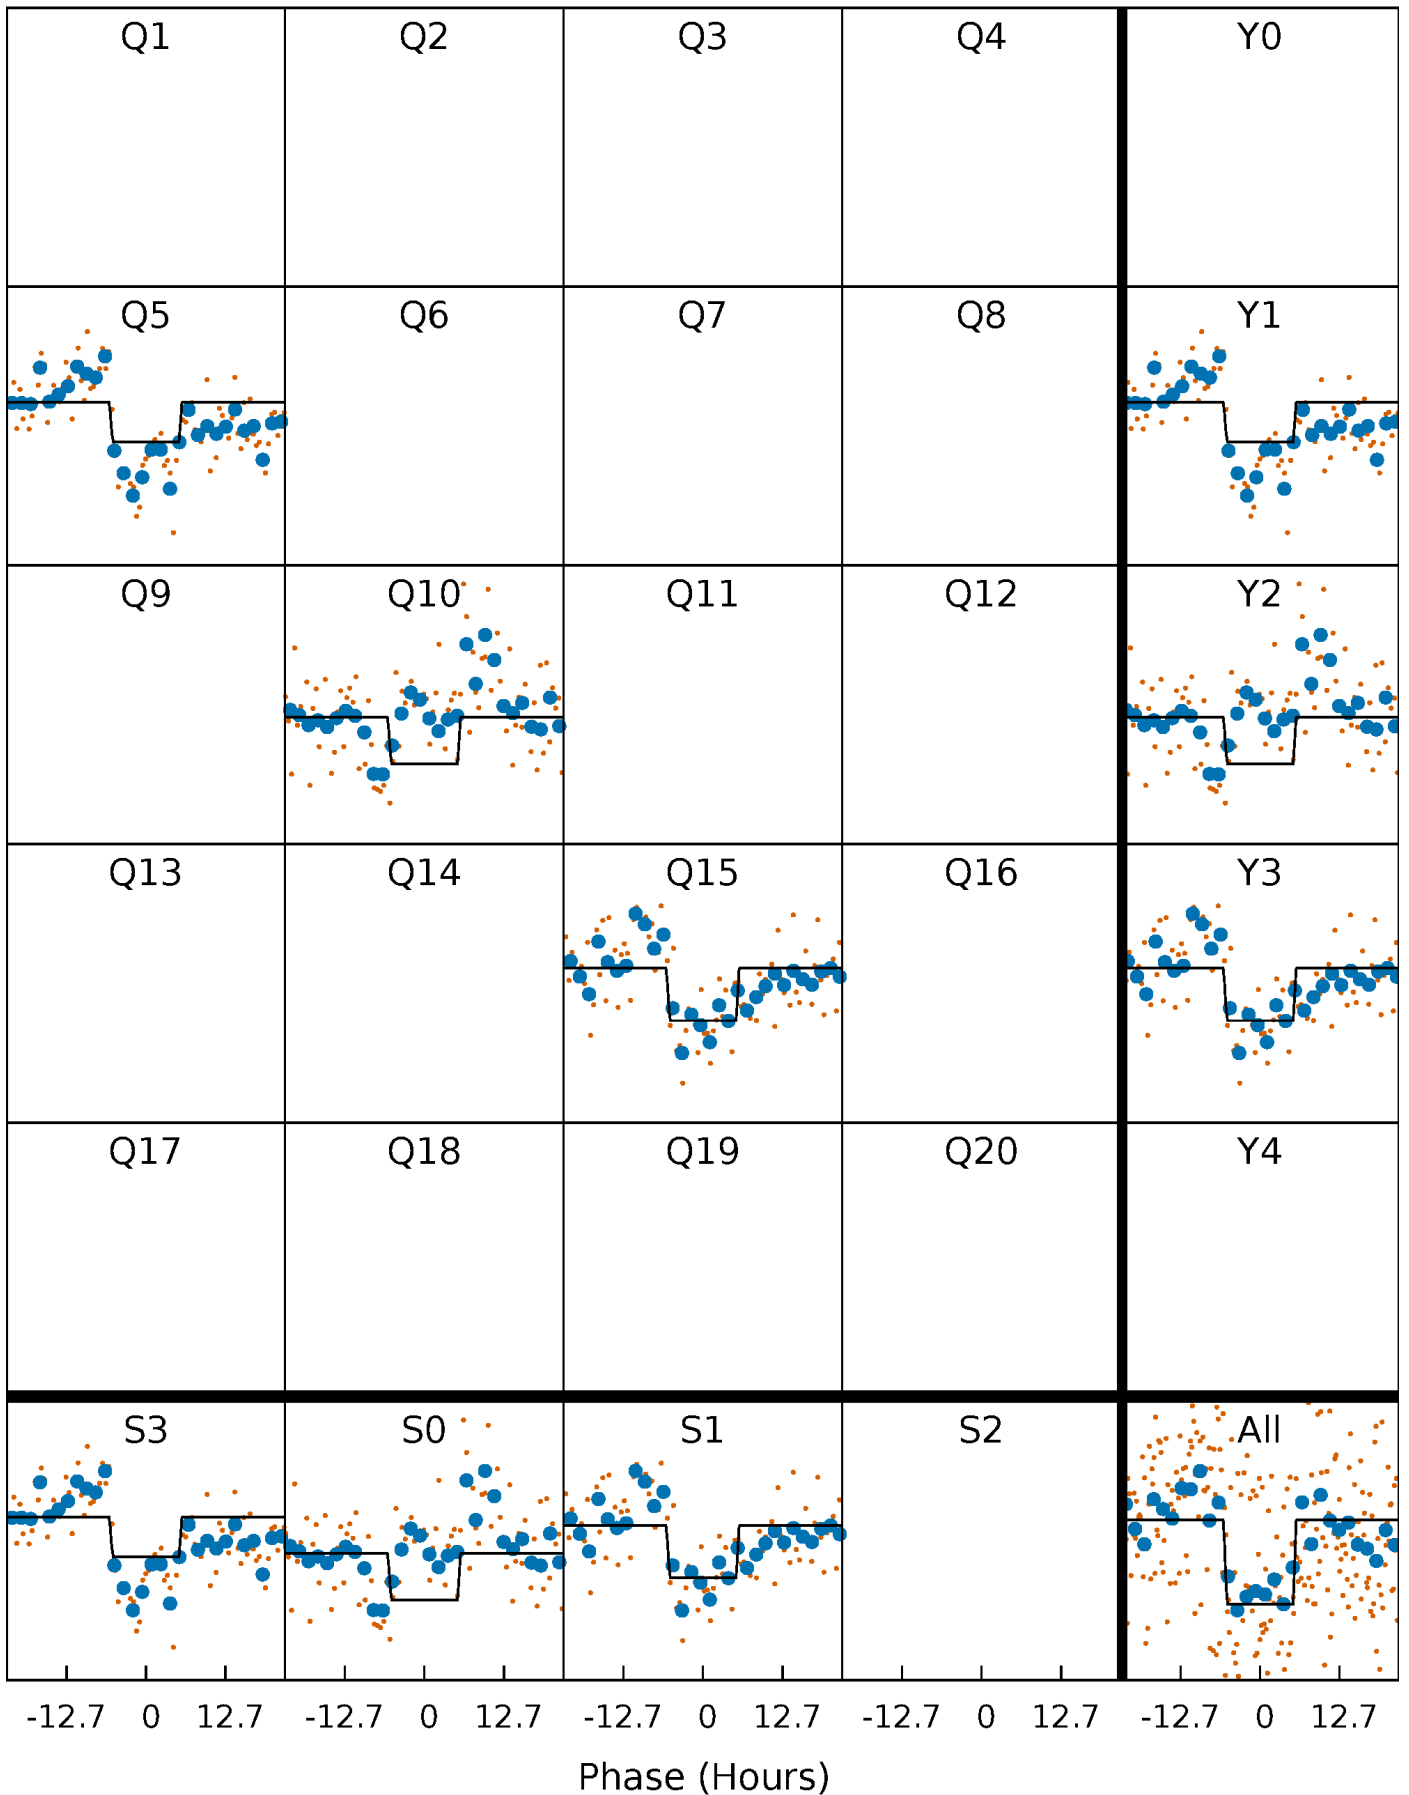 Q1 Q2 Q3 Q4 Y0
Q5 Q6 Q7 Q8 Y1
Q9 Q10 Q11 Q12 Y2
Q13 Q14 Q15 Q16 Y3
Q17 Q18 Q19 Q20 Y4
S3 S0 S1 S2 All
-12.7 0 12.7 -12.7 0 12.7 -12.7 0 12.7 -12.7 0 12.7 -12.7 0 12.7
Phase (Hours)